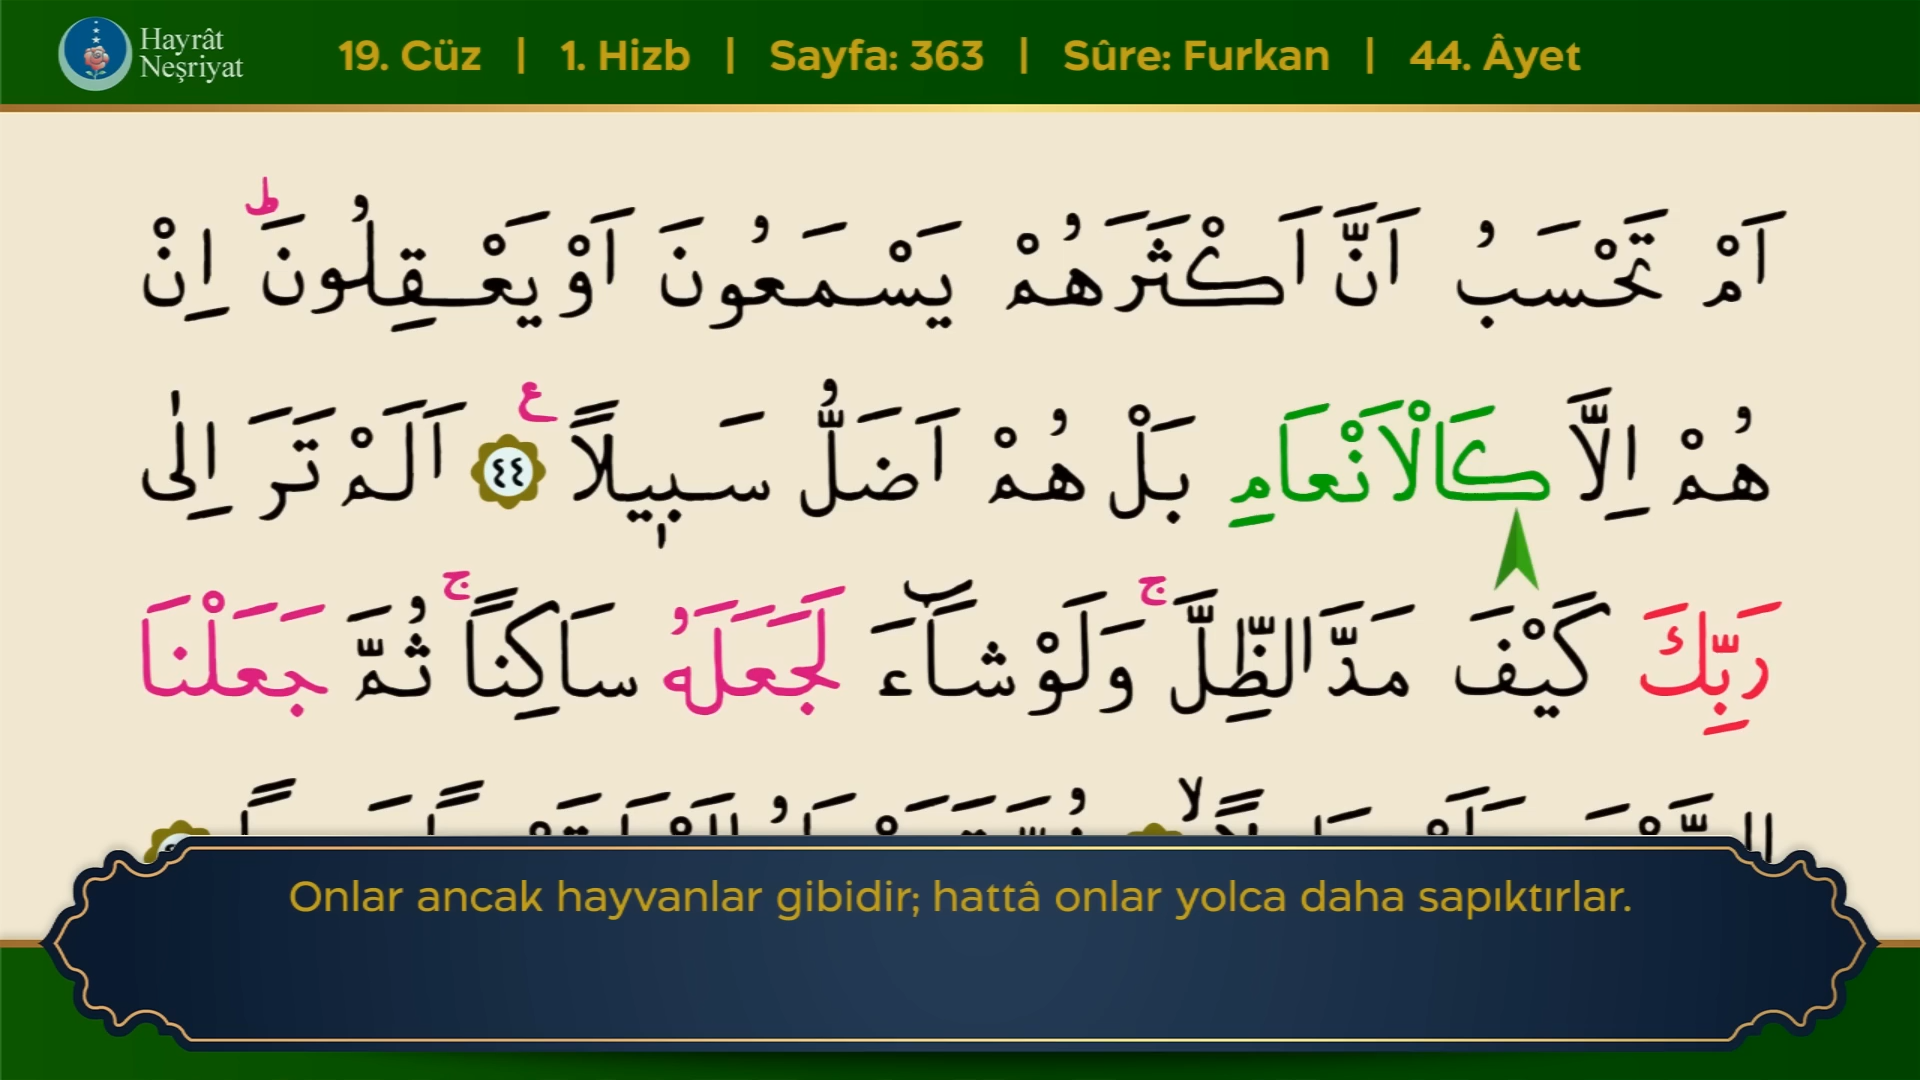 Hayrât
Neşriyat
19. Cüz | 1. Hizb | Sayfa: 363 | Sûre: Furkan | 44. Âyet
اَمْ تَحْسَبُ اَنَّ اَكْثَرَهُمْ يَسْمَعُونَ اَوْ يَعْقِلُونَ ط اِنْ
هُمْ اِلَّا كَالْاَنْعَامِ بَلْ هُمْ اَضَلُّ سَبٖيلاً ع ٤٤ اَلَمْ تَرَ اِلٰى
رَبِّكَ كَيْفَ مَدَّ الظِّلَّ ج وَلَوْ شَٓاءَ لَجَعَلَهُ سَاكِنًا ج ثُمَّ جَعَلْنَا
Onlar ancak hayvanlar gibidir; hattâ onlar yolca daha sapıktırlar.